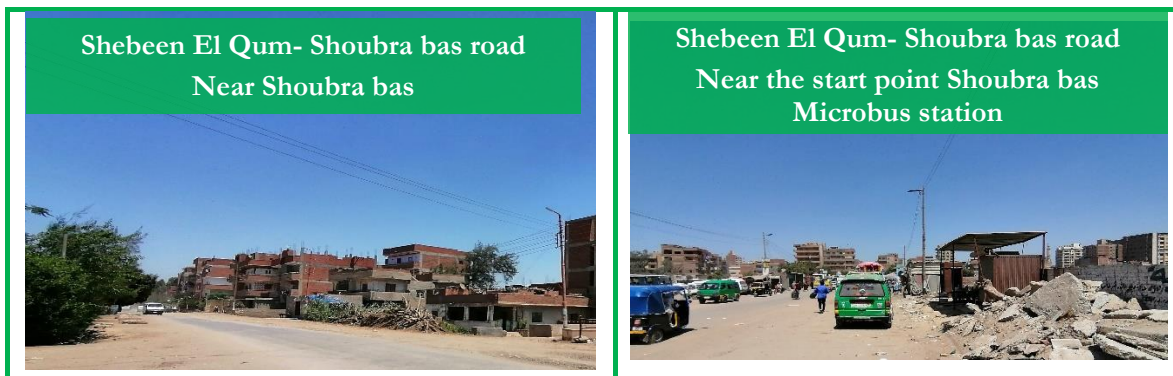 Shebeen El Qum- Shoubra bas road
Near Shoubra bas
Shebeen El Qum- Shoubra bas road
Near the start point Shoubra bas
Microbus station